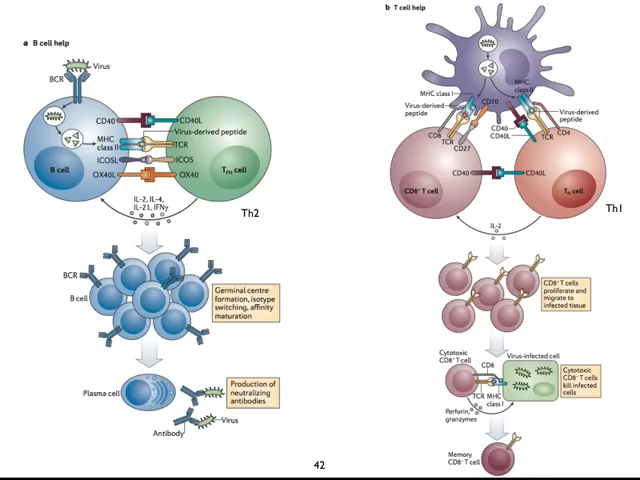 a B cell help
Virus
BCR
CD40
CD40L
Virus-derived peptide
MHC
class II
TCR
ICOSL
ICOS
B cell
OX40L
OX40
TFH cell
IL-2, IL-4,
IL-21, IFNγ
Th2
BCR
B cell
Germinal centre
formation, isotype
switching, affinity
maturation
Plasma cell
Production of
neutralizing
antibodies
Virus
Antibody
b T cell help
MHC class I
MHC
class II
Virus-derived
peptide
CD70
Virus-derived
peptide
CD8
TCR
CD27
CD40
CD40L
TCR
CD4
CD40
CD40L
CD8+ T cell
TH cell
Th1
IL-2
CD8+ T cells
proliferate and
migrate to
infected tissue
Cytotoxic
CD8+ T cell
CD8
Virus-infected cell
TCR
MHC
class I
Cytotoxic
CD8+ T cells
kill infected
cells
Perforin,
granzymes
Memory
CD8+ T cell
42